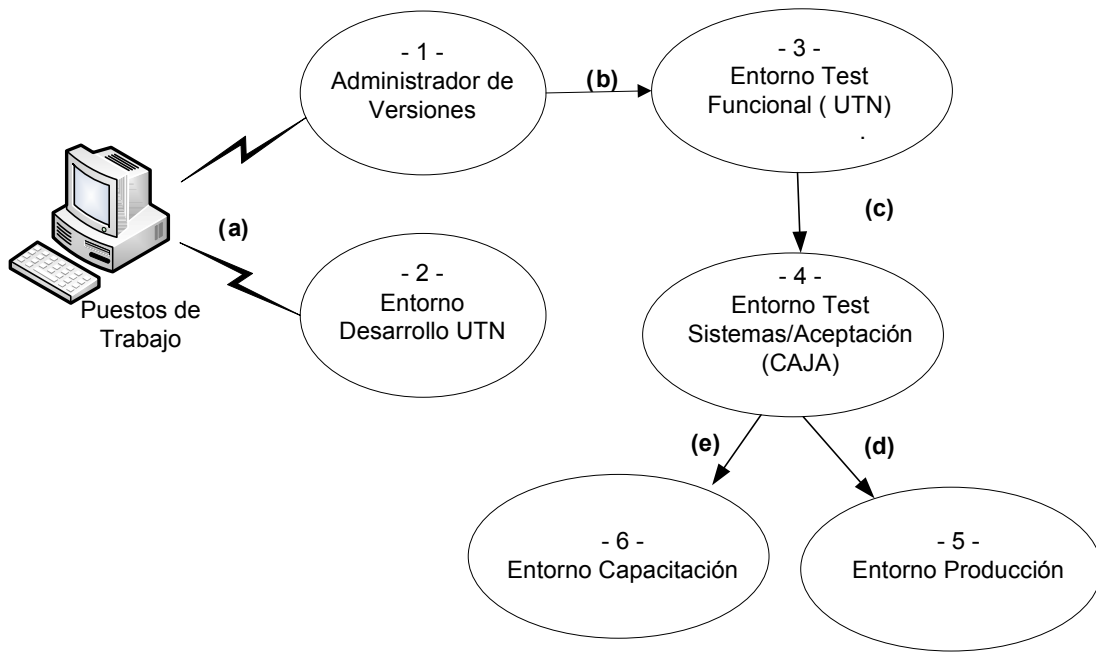 - 1 -
Administrador de
Versiones
(b)
- 3 -
Entorno Test
Funcional ( UTN)
.
(a)
Puestos de
Trabajo
- 2 -
Entorno
Desarrollo UTN
(c)
- 4 -
Entorno Test
Sistemas/Aceptación
(CAJA)
(e)
(d)
- 6 -
Entorno Capacitación
- 5 -
Entorno Producción